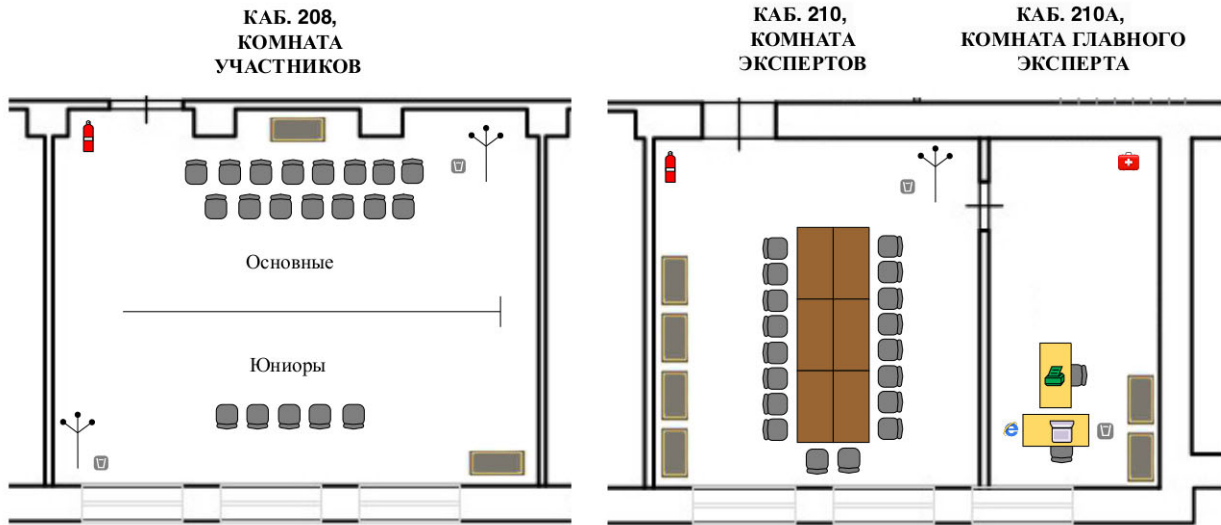 КАБ. 208,
КОМНАТА
УЧАСТНИКОВ
КАБ. 210,
КОМНАТА
ЭКСПЕРТОВ
КАБ. 210А,
КОМНАТА ГЛАВНОГО
ЭКСПЕРТА
Основные
Юниоры